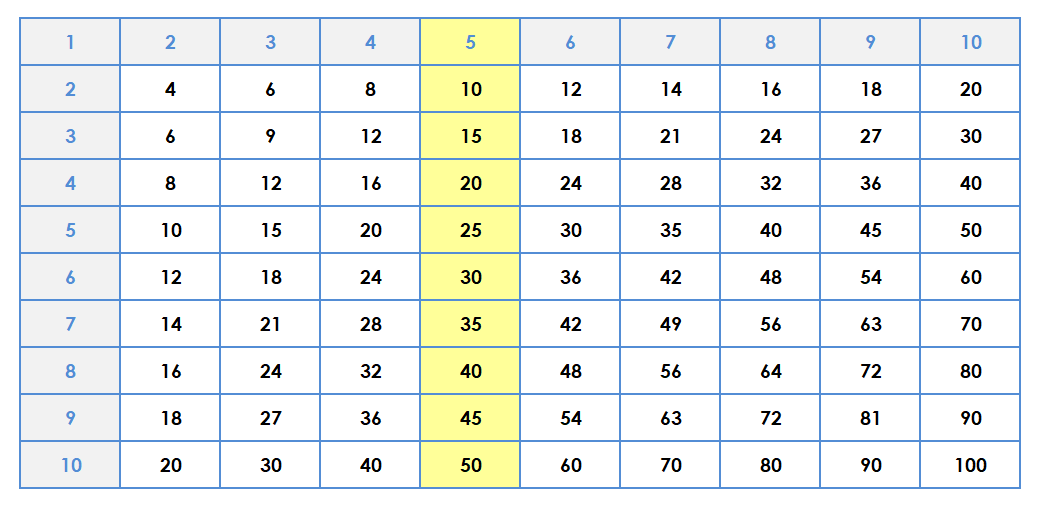 1 2 3 4 5 6 7 8 9 10
2 4 6 8 10 12 14 16 18 20
3 6 9 12 15 18 21 24 27 30
4 8 12 16 20 24 28 32 36 40
5 10 15 20 25 30 35 40 45 50
6 12 18 24 30 36 42 48 54 60
7 14 21 28 35 42 49 56 63 70
8 16 24 32 40 48 56 64 72 80
9 18 27 36 45 54 63 72 81 90
10 20 30 40 50 60 70 80 90 100